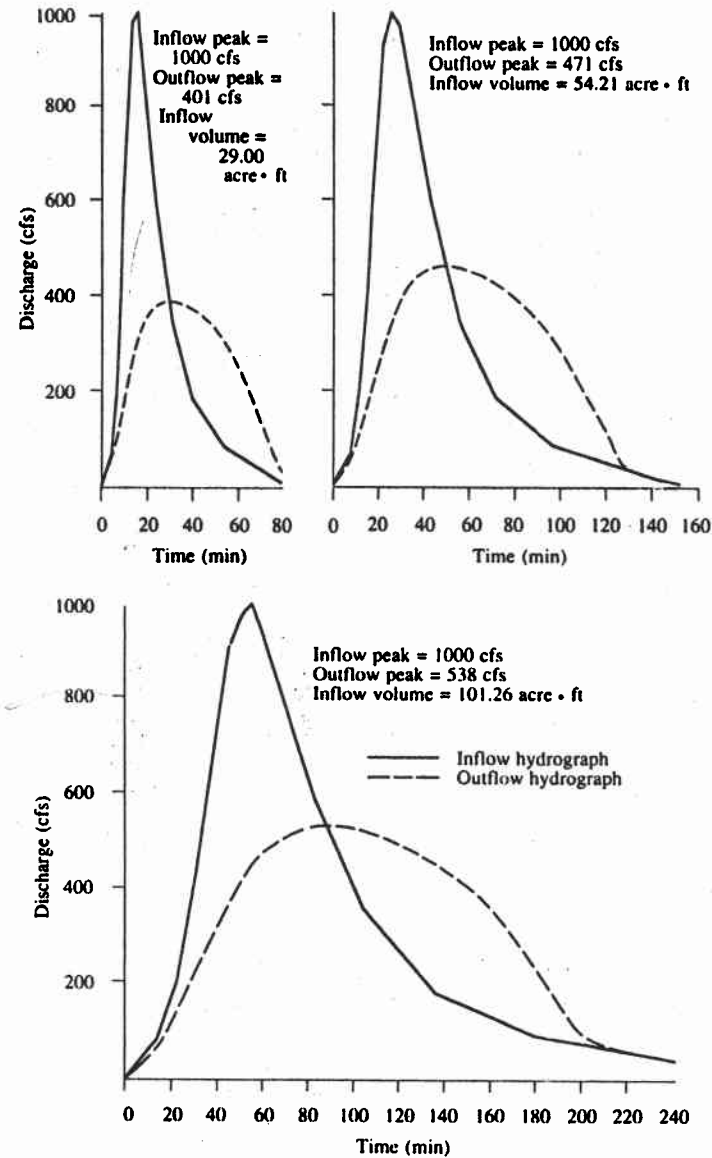 Inflow peak =
1000 cfs
Outflow peak =
401 cfs
Inflow
volume =
29.00
acre • ft
1000
800
600
400
200
Discharge (cfs)
0 20 40 60 80
Time (min)
Inflow peak = 1000 cfs
Outflow peak = 471 cfs
Inflow volume = 54.21 acre • ft
0 20 40 60 80 100 120 140 160
Time (min)
Inflow peak = 1000 cfs
Outflow peak = 538 cfs
Inflow volume = 101.26 acre • ft
Inflow hydrograph
Outflow hydrograph
1000
800
600
400
200
Discharge (cfs)
0 20 40 60 80 100 120 140 160 180 200 220 240
Time (min)